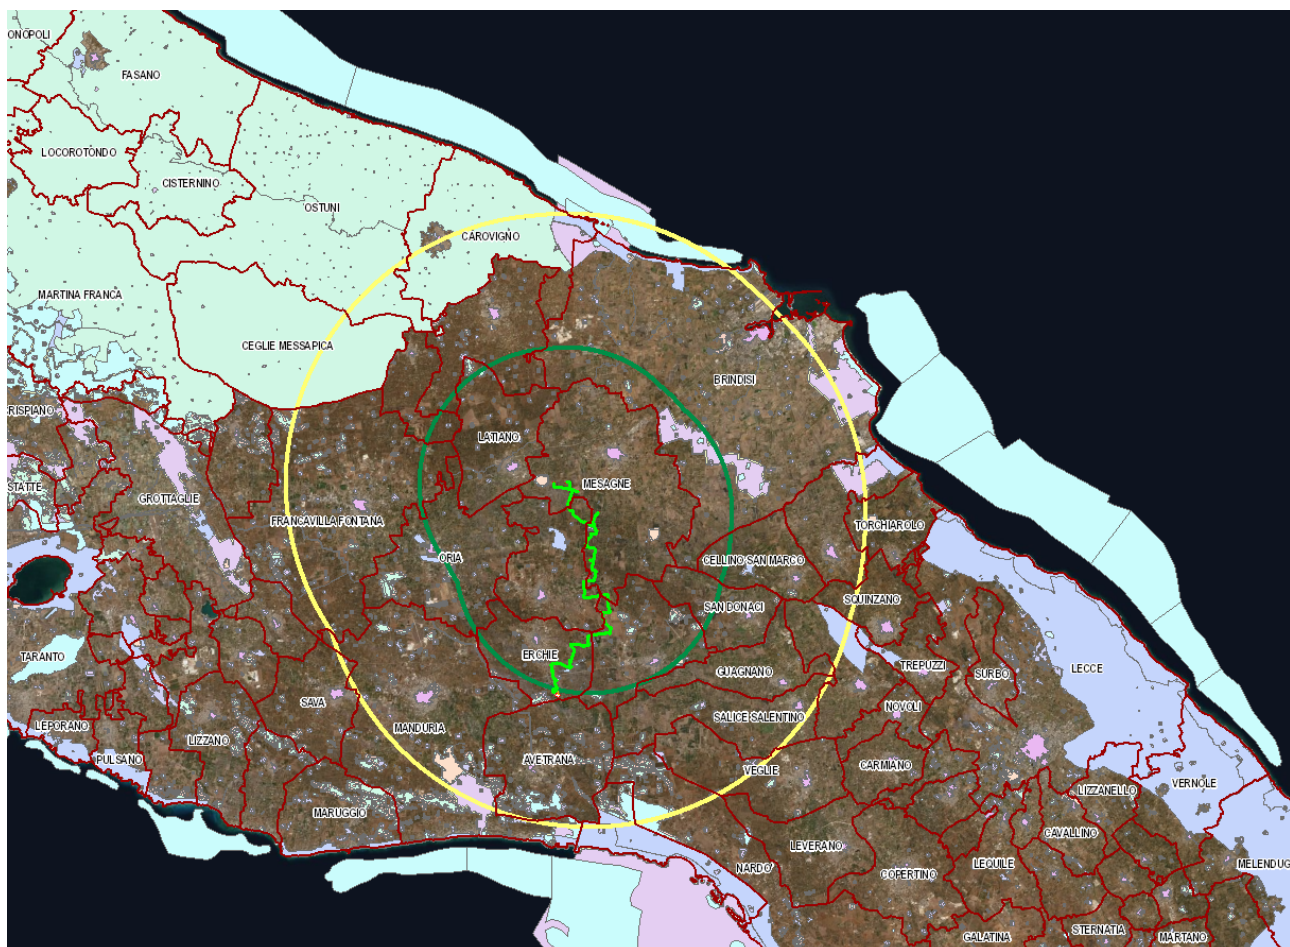 ONOPOLI
FASANO
LOCOROTONDO
CISTERNINO
OSTUNI
CAROVIGNO
MARTINA FRANCA
CEGLIE MESSAPICA
BRINDISI
CRISPIANO
LATIANO
MESAGNE
STATTE
GROTTAGLIE
FRANCAVILLA FONTANA
TORCHIAROLO
ORIA
CELLINO SAN MARCO
SAN DONACI
SQUINZANO
TARANTO
ERCHIE
GUAGNANO
TREPUZZI
SURBO
LECCE
SAVA
NOVOLI
SALICE SALENTINO
LEPORANO
MANDURIA
LIZZANO
PULSANO
AVETRANA
VEGLIE
CARMIANO
VERNOLE
LIZZANELLO
MARUGGIO
CAVALLINO
LEVERANO
NARDO'
LEQUILE
MELENDUG
COPERTINO
STERNATIA
GALATINA
MARTANO